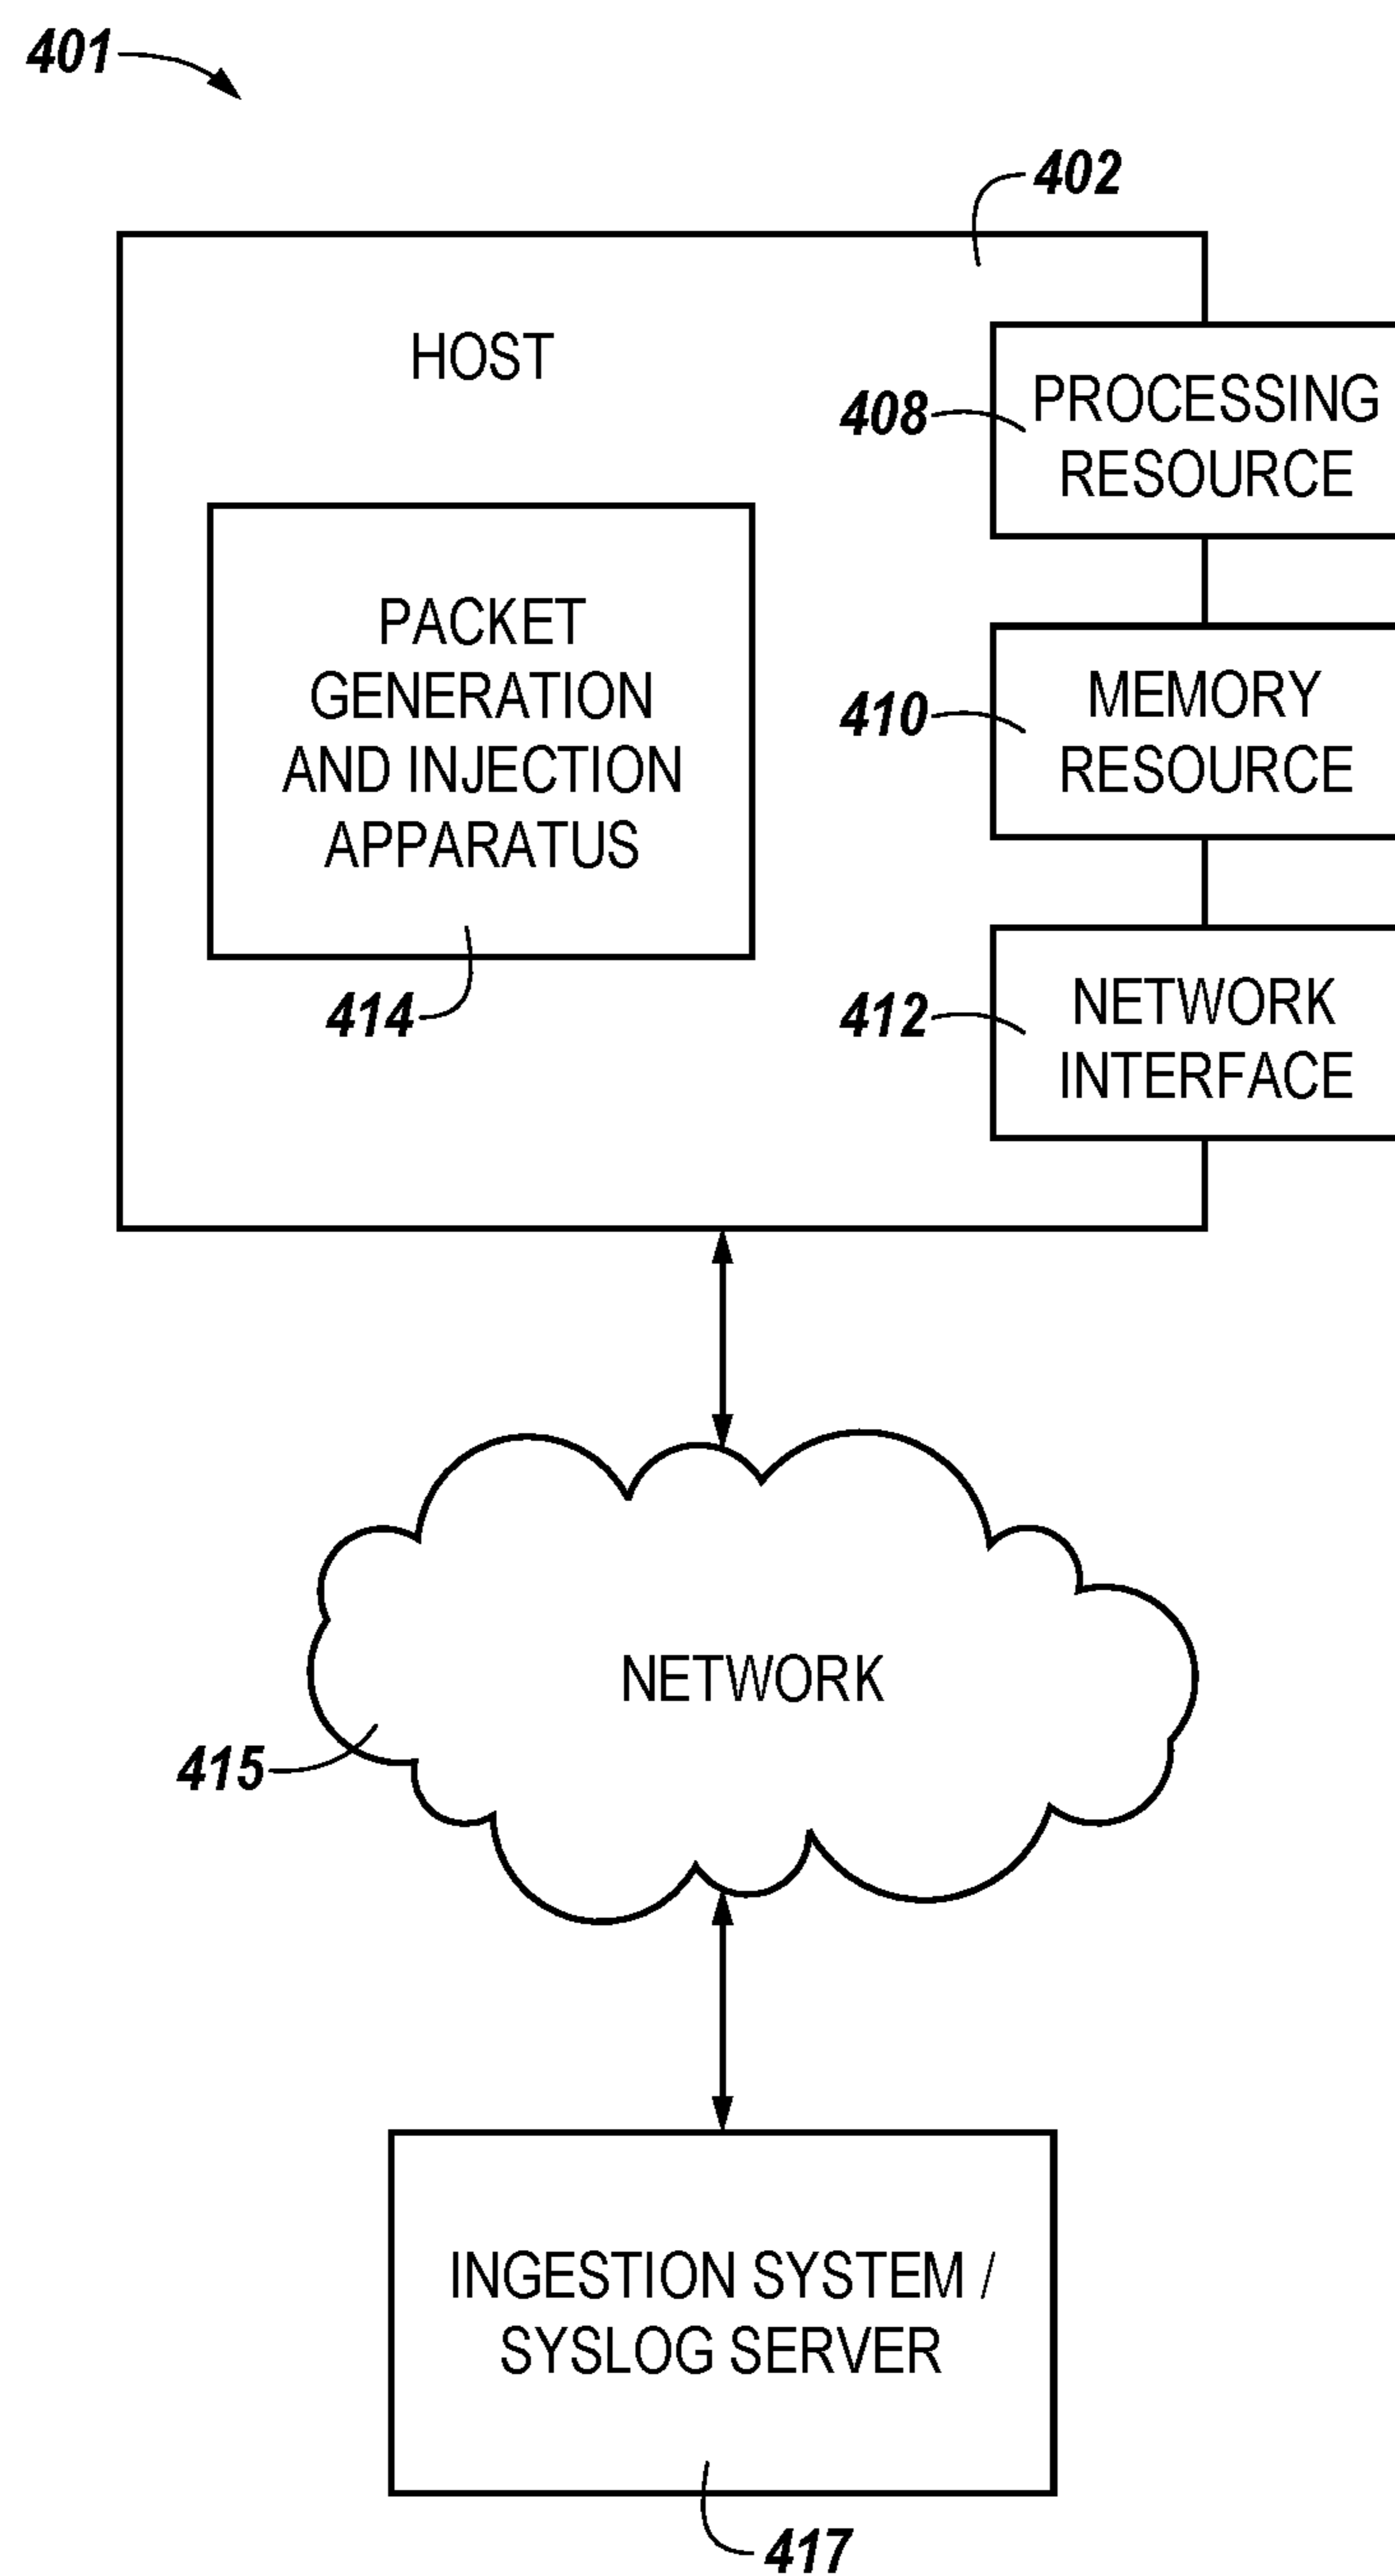 401
402
HOST
408
PROCESSING
RESOURCE
PACKET
GENERATION
AND INJECTION
APPARATUS
414
410
MEMORY
RESOURCE
412
NETWORK
INTERFACE
NETWORK
415
INGESTION SYSTEM /
SYSLOG SERVER
417